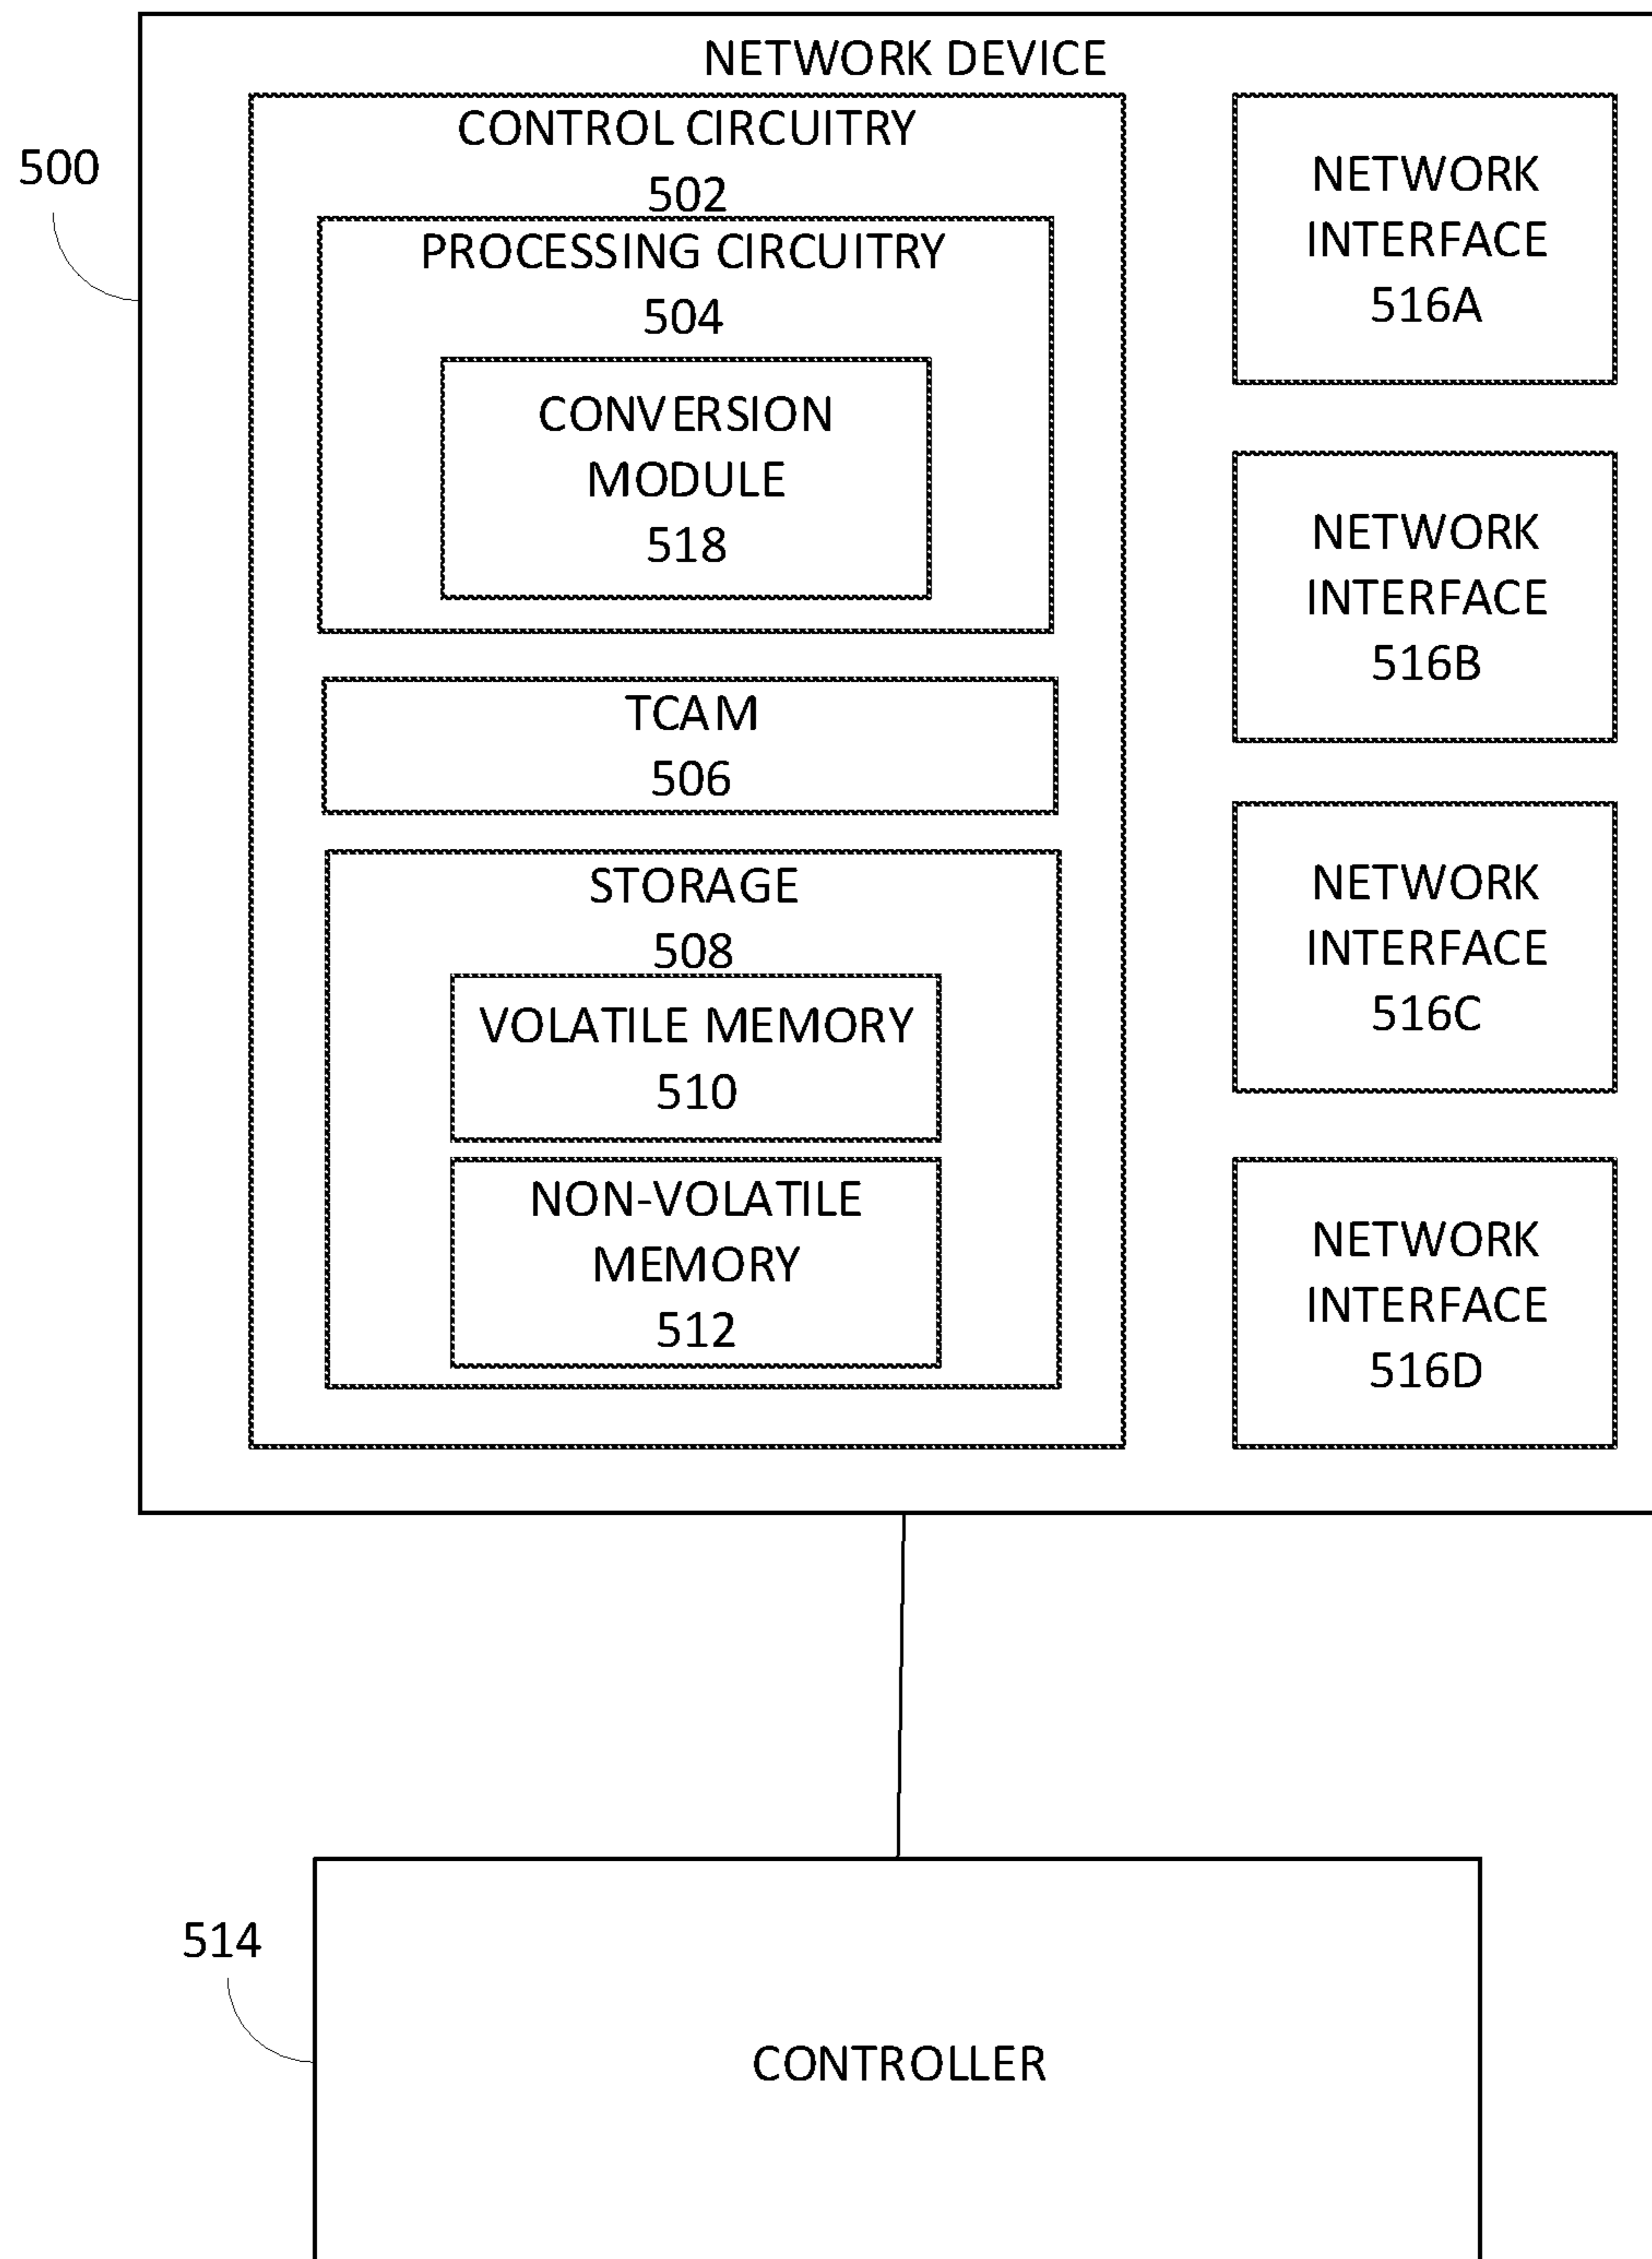 NETWORK DEVICE
500
CONTROL CIRCUITRY
502
PROCESSING CIRCUITRY
504
CONVERSION
MODULE
518
TCAM
506
STORAGE
508
VOLATILE MEMORY
510
NON-VOLATILE
MEMORY
512
NETWORK
INTERFACE
516A
NETWORK
INTERFACE
516B
NETWORK
INTERFACE
516C
NETWORK
INTERFACE
516D
514
CONTROLLER